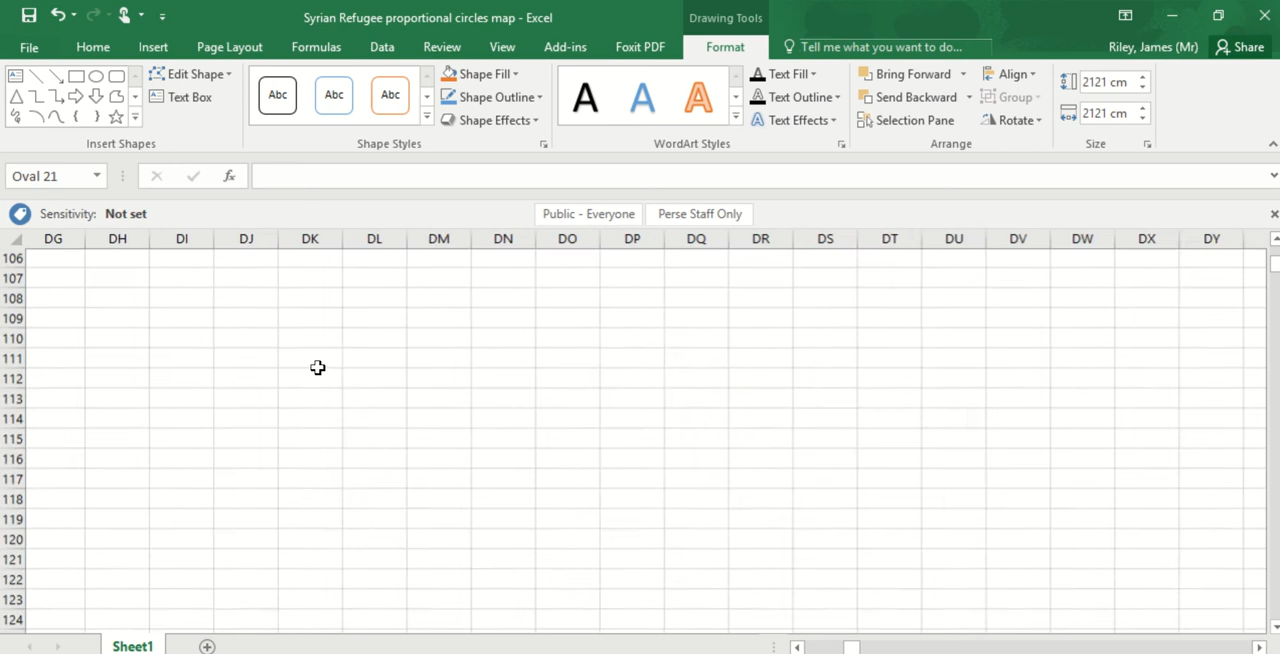 Syrian Refugee proportional circles map - Excel
Drawing Tools
File Home Insert Page Layout Formulas Data Review View Add-ins Foxit PDF Format Tell me what you want to do... Riley, James (Mr) Share
Edit Shape
Text Box
Insert Shapes
Abc Abc Abc
Shape Fill
Shape Outline
Shape Effects
Shape Styles
A A A
Text Fill
Text Outline
Text Effects
WordArt Styles
Bring Forward
Send Backward
Selection Pane
Align
Group
Rotate
Arrange
2121 cm
2121 cm
Size
Oval 21
fx
Sensitivity: Not set
Public - Everyone
Perse Staff Only
DG DH DI DJ DK DL DM DN DO DP DQ DR DS DT DU DV DW DX DY
106
107
108
109
110
111
112
113
114
115
116
117
118
119
120
121
122
123
124
Sheet1